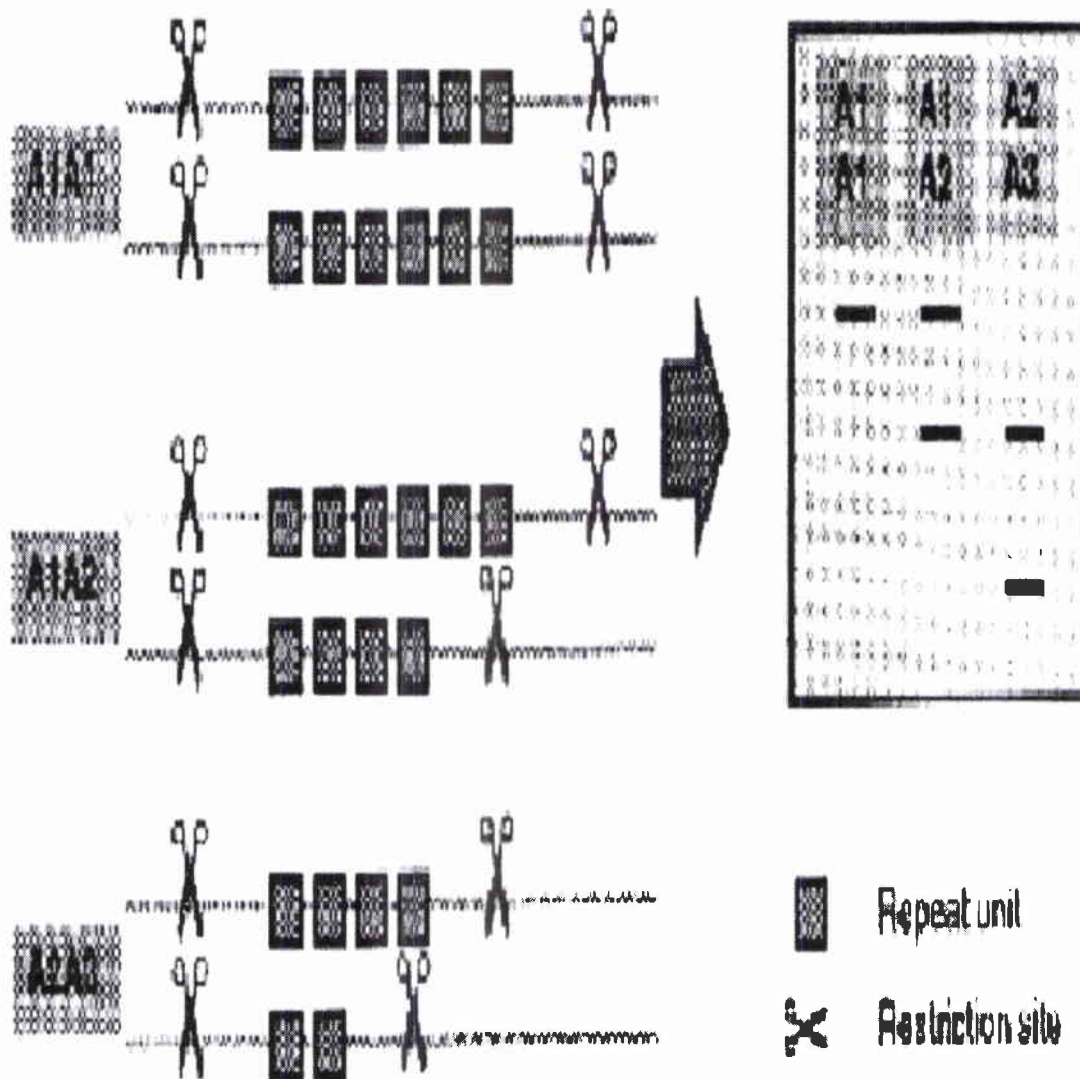 A1A1
A1A2
A2A3
A1 A1 A2
A1 A2 A3
Repeat unit
Restriction site